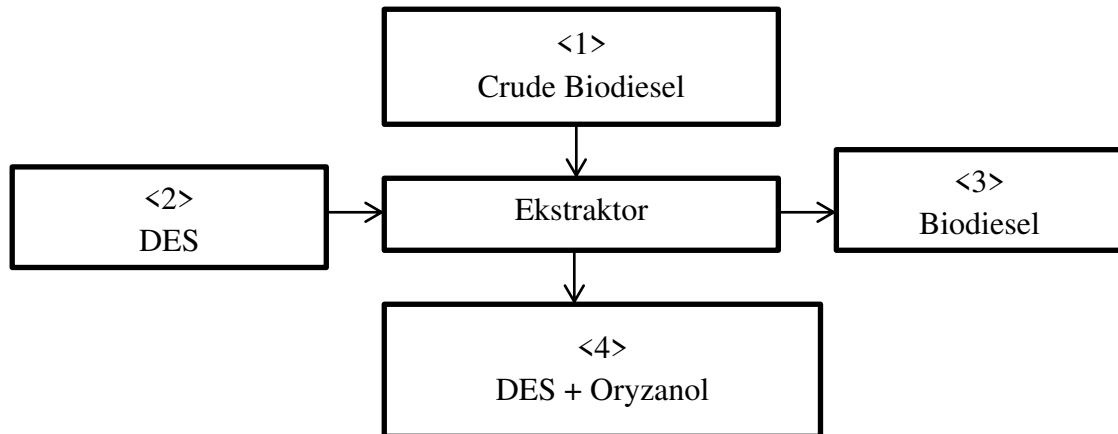 <1>
Crude Biodiesel
<2>
DES
Ekstraktor
<3>
Biodiesel
<4>
DES + Oryzanol